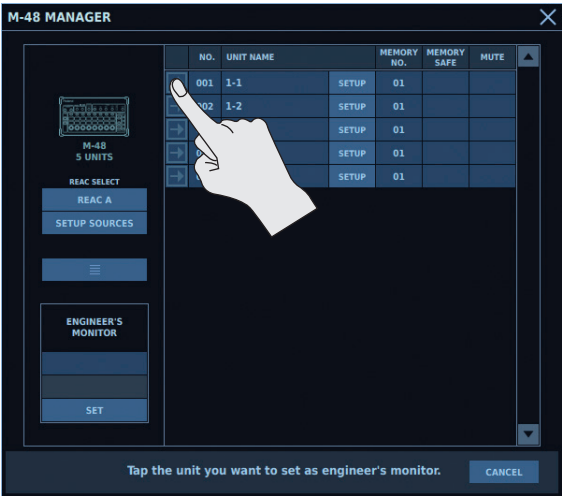 M-48 MANAGER
NO. UNIT NAME MEMORY NO. MEMORY SAFE MUTE
001 1-1 SETUP 01
002 1-2 SETUP 01
SETUP 01
SETUP 01
SETUP 01
M-48
5 UNITS
REAC SELECT
REAC A
SETUP SOURCES
ENGINEER'S
MONITOR
SET
Tap the unit you want to set as engineer's monitor.
CANCEL